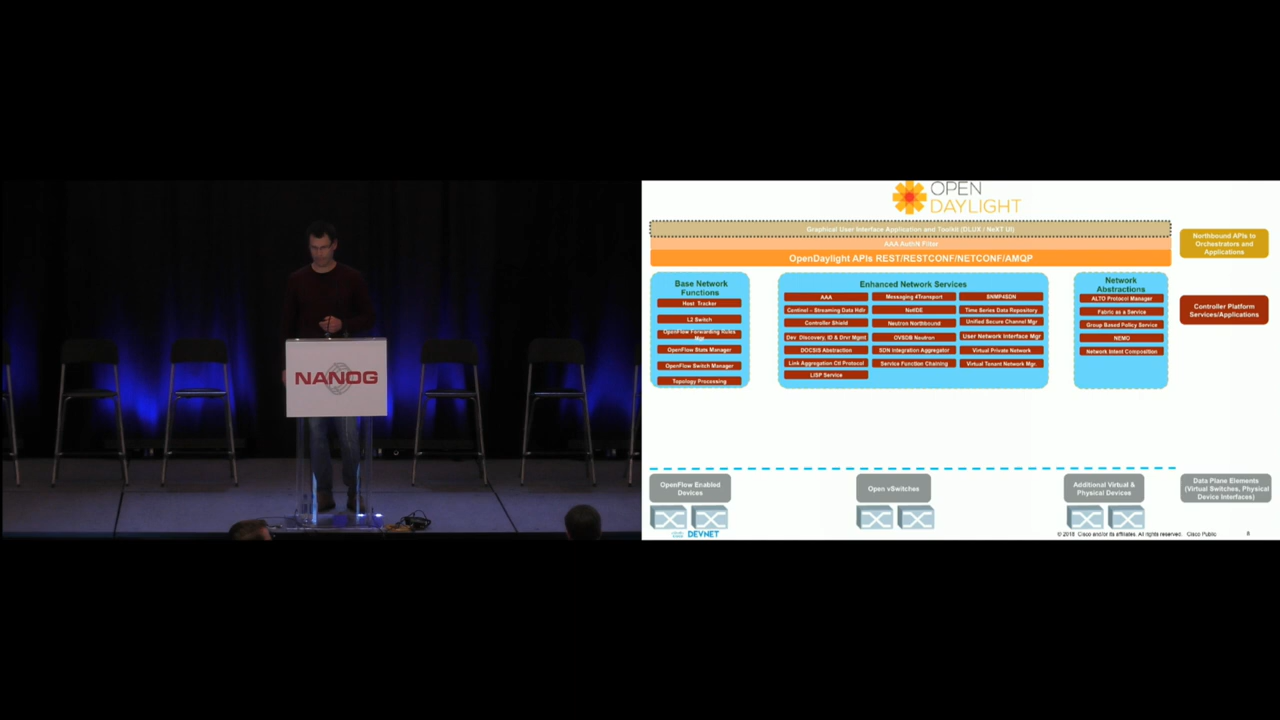 NANOG
OPEN
DAYLIGHT
Graphical User Interface Application and Toolkit (DLUX / NeXT UI)
AAA AuthN Filter
OpenDaylight APIs REST/RESTCONF/NETCONF/AMQP
Northbound APIs to
Orchestrators and
Applications
Base Network
Functions
Host Tracker
L2 Switch
OpenFlow Forwarding Rules
Mgr
OpenFlow Stats Manager
OpenFlow Switch Manager
Topology Processing
Enhanced Network Services
AAA
Centinel – Streaming Data Hdlr
Controller Shield
Dev Discovery, ID & Drvr Mgmt
DOCSIS Abstraction
Link Aggregation Ctl Protocol
LISP Service
Messaging 4Transport
NetIDE
Neutron Northbound
OVSDB Neutron
SDN Integration Aggregator
Service Function Chaining
SNMP4SDN
Time Series Data Repository
Unified Secure Channel Mgr
User Network Interface Mgr
Virtual Private Network
Virtual Tenant Network Mgr.
Network
Abstractions
ALTO Protocol Manager
Fabric as a Service
Group Based Policy Service
NEMO
Network Intent Composition
Controller Platform
Services/Applications
OpenFlow Enabled
Devices
Open vSwitches
Additional Virtual &
Physical Devices
Data Plane Elements
(Virtual Switches, Physical
Device Interfaces)
DEVNET
Cisco and/or its affiliates. All rights reserved. Cisco Public